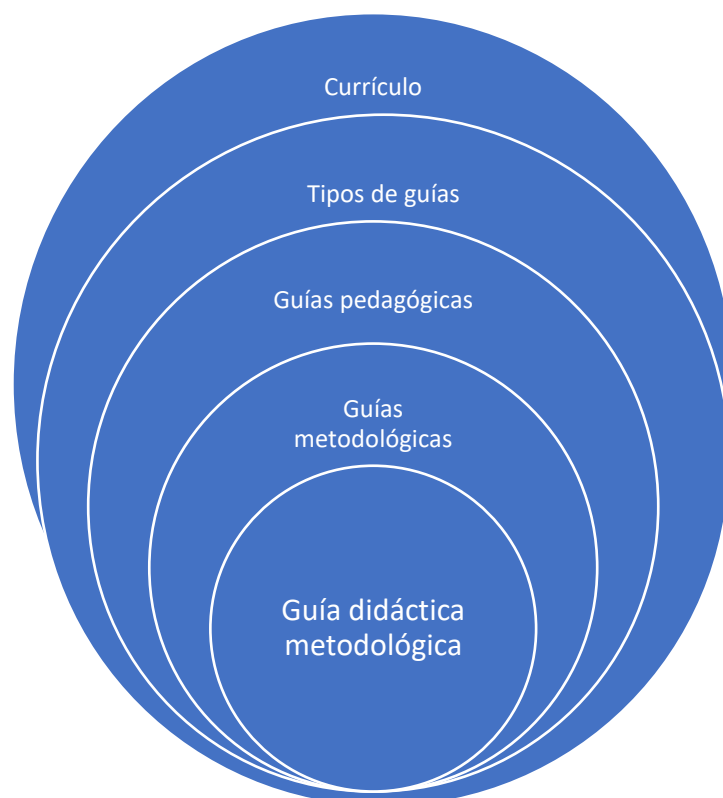 Currículo
Tipos de guías
Guías pedagógicas
Guías
metodológicas
Guía didáctica
metodológica